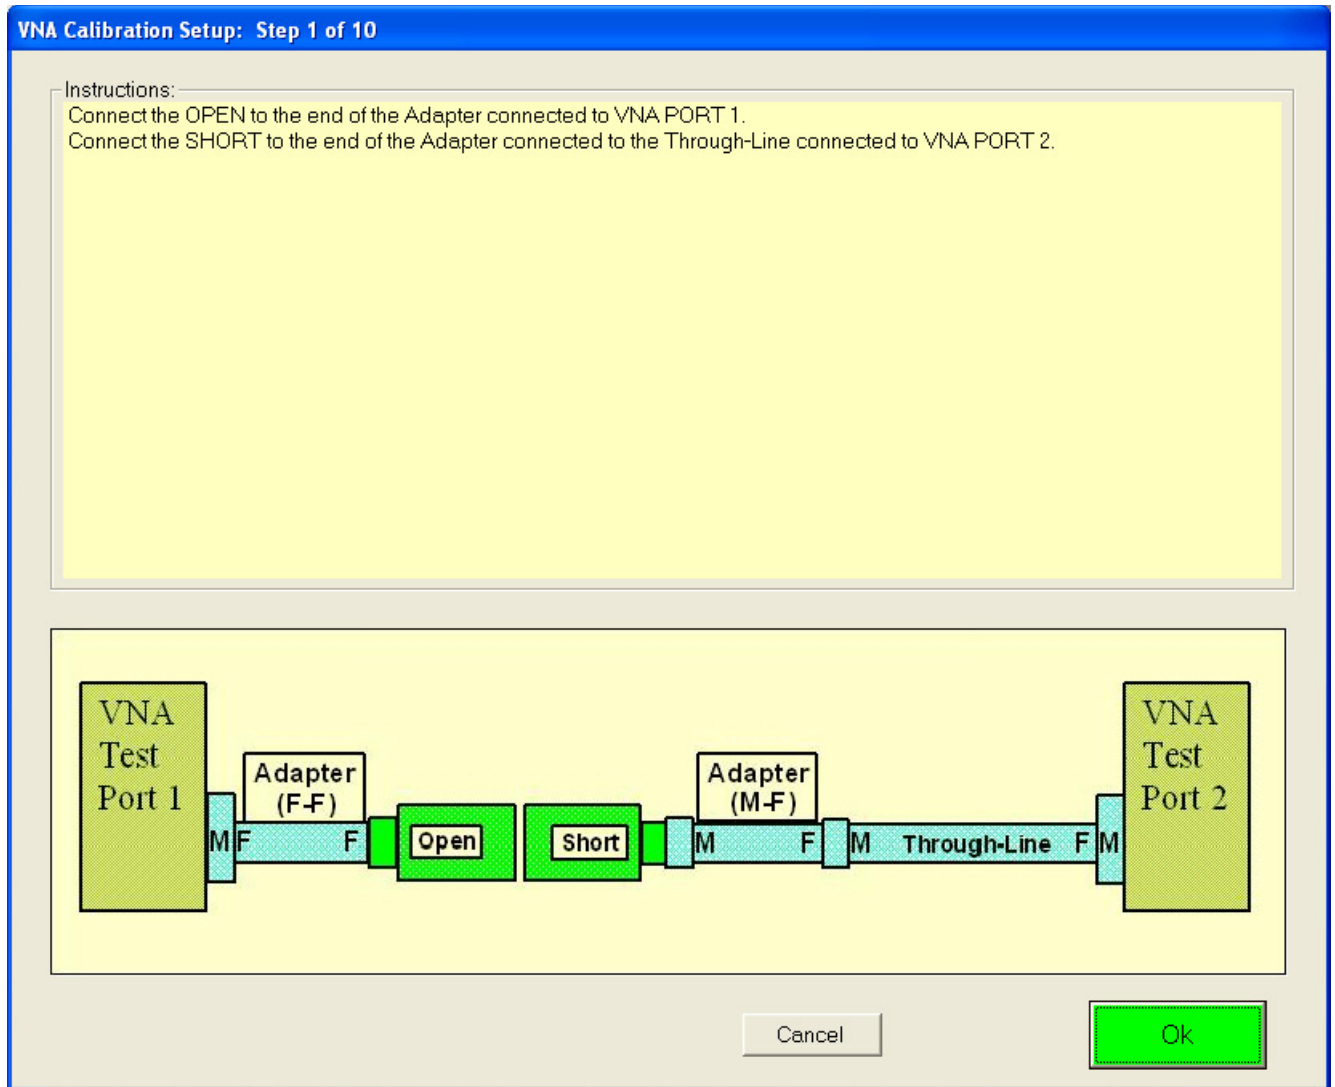 VNA Calibration Setup: Step 1 of 10
Instructions:
Connect the OPEN to the end of the Adapter connected to VNA PORT 1.
Connect the SHORT to the end of the Adapter connected to the Through-Line connected to VNA PORT 2.
VNA
Test
Port 1
M
F
Adapter
(F-F)
F
Open
Short
M
Adapter
(M-F)
F
M
Through-Line
F
M
VNA
Test
Port 2
Cancel
Ok